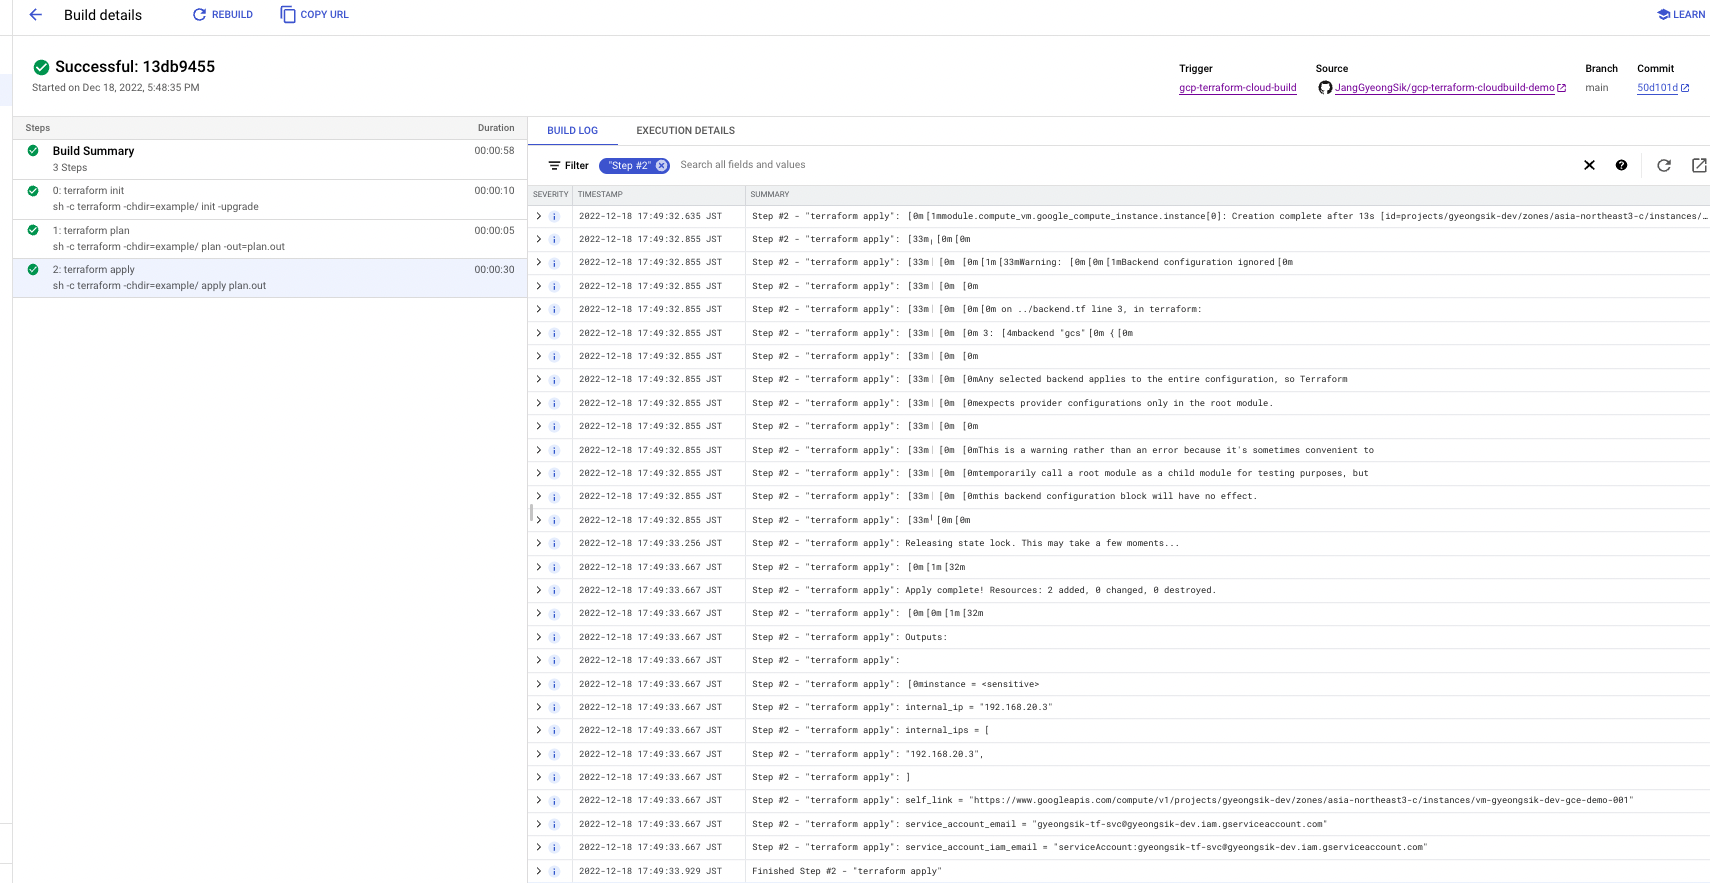 Build details
REBUILD
COPY URL
LEARN
Successful: 13db9455
Started on Dec 18, 2022, 5:48:35 PM
Trigger
gcp-terraform-cloud-build
Source
JangGyeongSik/gcp-terraform-cloudbuild-demo
Branch
main
Commit
50d101d
Steps Duration
Build Summary 00:00:58
3 Steps
0: terraform init 00:00:10
sh -c terraform -chdir=example/ init -upgrade
1: terraform plan 00:00:05
sh -c terraform -chdir=example/ plan -out=plan.out
2: terraform apply 00:00:30
sh -c terraform -chdir=example/ apply plan.out
BUILD LOG EXECUTION DETAILS
Filter "Step #2" Search all fields and values
SEVERITY TIMESTAMP SUMMARY
2022-12-18 17:49:32.635 JST Step #2 - "terraform apply": [0m[1mmodule.compute_vm.google_compute_instance.instance[0]: Creation complete after 13s [id=projects/gyeongsik-dev/zones/asia-northeast3-c/instances/…
2022-12-18 17:49:32.855 JST Step #2 - "terraform apply": [33m╷[0m[0m
2022-12-18 17:49:32.855 JST Step #2 - "terraform apply": [33m│ [0m [0m[1m[33mWarning: [0m[0m[1mBackend configuration ignored[0m
2022-12-18 17:49:32.855 JST Step #2 - "terraform apply": [33m│ [0m [0m
2022-12-18 17:49:32.855 JST Step #2 - "terraform apply": [33m│ [0m [0m[0m on ../backend.tf line 3, in terraform:
2022-12-18 17:49:32.855 JST Step #2 - "terraform apply": [33m│ [0m [0m 3: [4mbackend "gcs"[0m {[0m
2022-12-18 17:49:32.855 JST Step #2 - "terraform apply": [33m│ [0m [0m
2022-12-18 17:49:32.855 JST Step #2 - "terraform apply": [33m│ [0m [0mAny selected backend applies to the entire configuration, so Terraform
2022-12-18 17:49:32.855 JST Step #2 - "terraform apply": [33m│ [0m [0mexpects provider configurations only in the root module.
2022-12-18 17:49:32.855 JST Step #2 - "terraform apply": [33m│ [0m [0m
2022-12-18 17:49:32.855 JST Step #2 - "terraform apply": [33m│ [0m [0mThis is a warning rather than an error because it's sometimes convenient to
2022-12-18 17:49:32.855 JST Step #2 - "terraform apply": [33m│ [0m [0mtemporarily call a root module as a child module for testing purposes, but
2022-12-18 17:49:32.855 JST Step #2 - "terraform apply": [33m│ [0m [0mthis backend configuration block will have no effect.
2022-12-18 17:49:32.855 JST Step #2 - "terraform apply": [33m╵[0m[0m
2022-12-18 17:49:33.256 JST Step #2 - "terraform apply": Releasing state lock. This may take a few moments...
2022-12-18 17:49:33.667 JST Step #2 - "terraform apply": [0m[1m[32m
2022-12-18 17:49:33.667 JST Step #2 - "terraform apply": Apply complete! Resources: 2 added, 0 changed, 0 destroyed.
2022-12-18 17:49:33.667 JST Step #2 - "terraform apply": [0m[0m[1m[32m
2022-12-18 17:49:33.667 JST Step #2 - "terraform apply": Outputs:
2022-12-18 17:49:33.667 JST Step #2 - "terraform apply":
2022-12-18 17:49:33.667 JST Step #2 - "terraform apply": [0minstance = <sensitive>
2022-12-18 17:49:33.667 JST Step #2 - "terraform apply": internal_ip = "192.168.20.3"
2022-12-18 17:49:33.667 JST Step #2 - "terraform apply": internal_ips = [
2022-12-18 17:49:33.667 JST Step #2 - "terraform apply": "192.168.20.3",
2022-12-18 17:49:33.667 JST Step #2 - "terraform apply": ]
2022-12-18 17:49:33.667 JST Step #2 - "terraform apply": self_link = "https://www.googleapis.com/compute/v1/projects/gyeongsik-dev/zones/asia-northeast3-c/instances/vm-gyeongsik-dev-gce-demo-001"
2022-12-18 17:49:33.667 JST Step #2 - "terraform apply": service_account_email = "gyeongsik-tf-svc@gyeongsik-dev.iam.gserviceaccount.com"
2022-12-18 17:49:33.667 JST Step #2 - "terraform apply": service_account_iam_email = "serviceAccount:gyeongsik-tf-svc@gyeongsik-dev.iam.gserviceaccount.com"
2022-12-18 17:49:33.929 JST Finished Step #2 - "terraform apply"